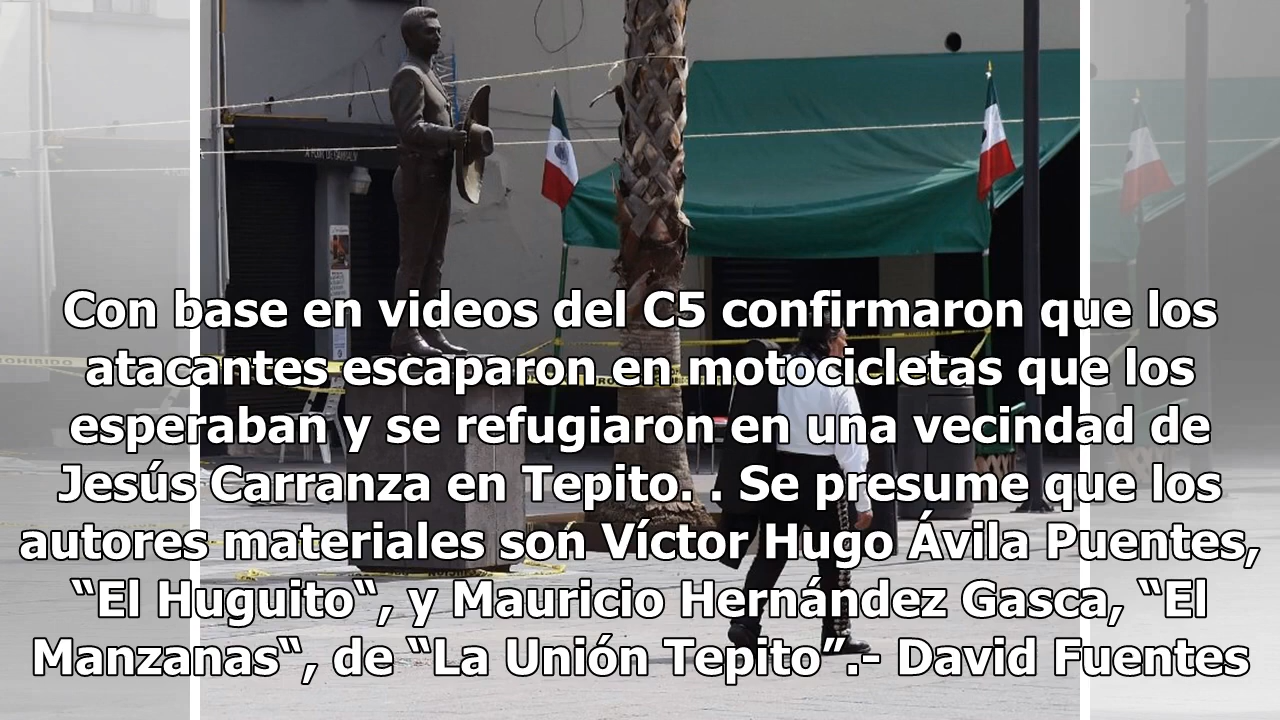 Con base en videos del C5 confirmaron que los
atacantes escaparon en motocicletas que los
esperaban y se refugiaron en una vecindad de
Jesús Carranza en Tepito. . Se presume que los
autores materiales son Víctor Hugo Ávila Puentes,
“El Huguito“, y Mauricio Hernández Gasca, “El
Manzanas“, de “La Unión Tepito”.- David Fuentes